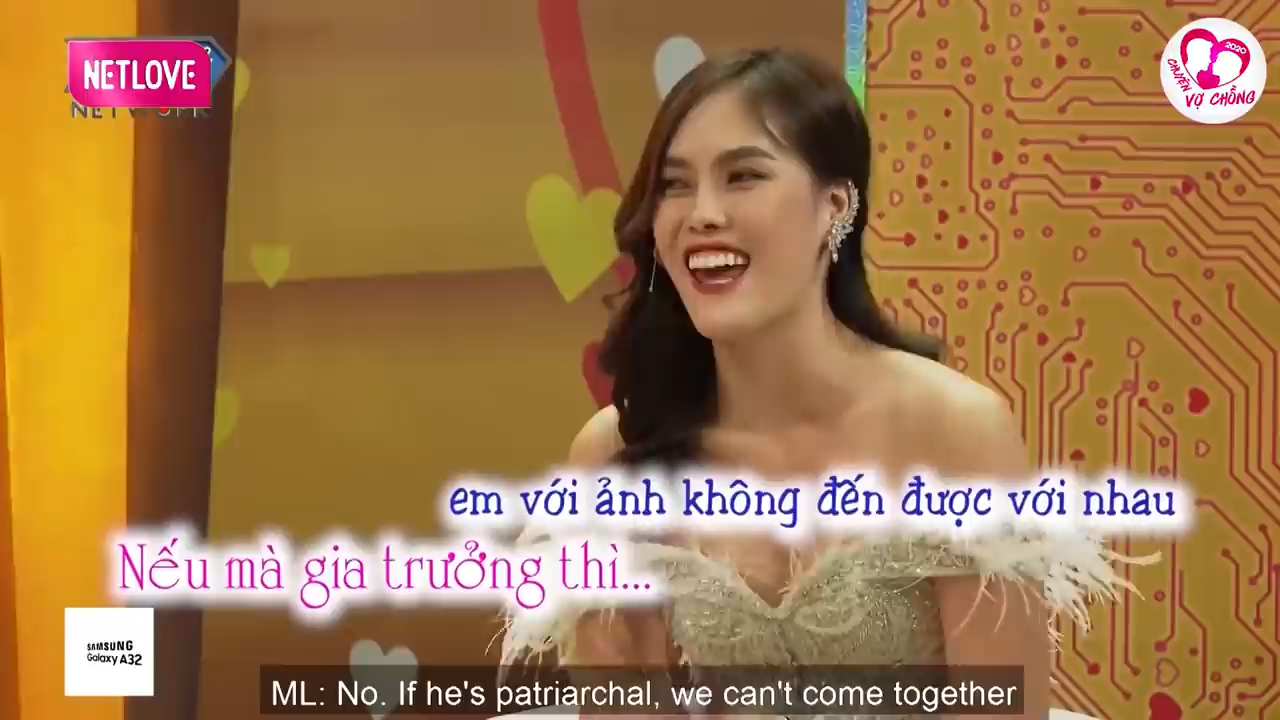 NETLOVE
NETWORK
2020
CHUYỆN
VỢ CHỒNG
em với ảnh không đến được với nhau
Nếu mà gia trưởng thì...
SAMSUNG
Galaxy A32
ML: No. If he's patriarchal, we can't come together